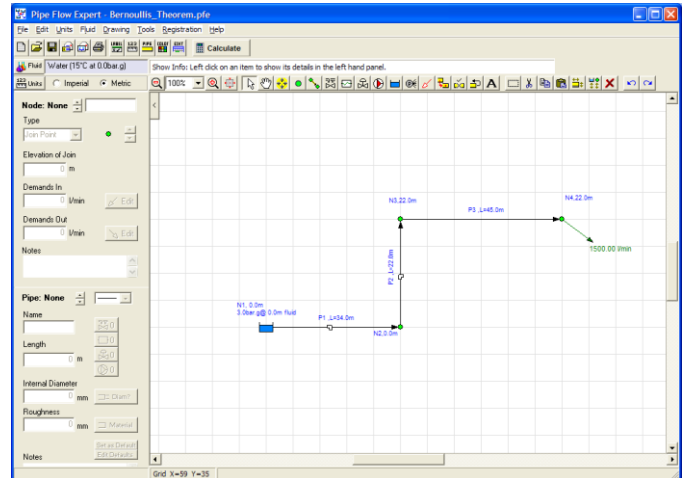 Pipe Flow Expert - Bernoullis_Theorem.pfe
File Edit Units Fluid Drawing Tools Registration Help
Calculate
Fluid Water (15°C at 0.0bar.g) Show Info: Left click on an item to show its details in the left hand panel.
Units Imperial Metric 100%
Node: None
Type
Join Point
Elevation of Join
0 m
Demands In
0 l/min Edit
Demands Out
0 l/min Edit
Notes
Pipe: None
Name
0
Length
0
0 m
0
0
Internal Diameter
0 mm Diam?
Roughness
0 mm Material
Set as Default
Notes Edit Defaults
N3,22.0m
P3 ,L=45.0m
N4,22.0m
1500.00 l/min
P2 ,L=22.0m
N1, 0.0m
3.0bar.g@ 0.0m fluid
P1 ,L=34.0m
N2,0.0m
Grid X=59 Y=35